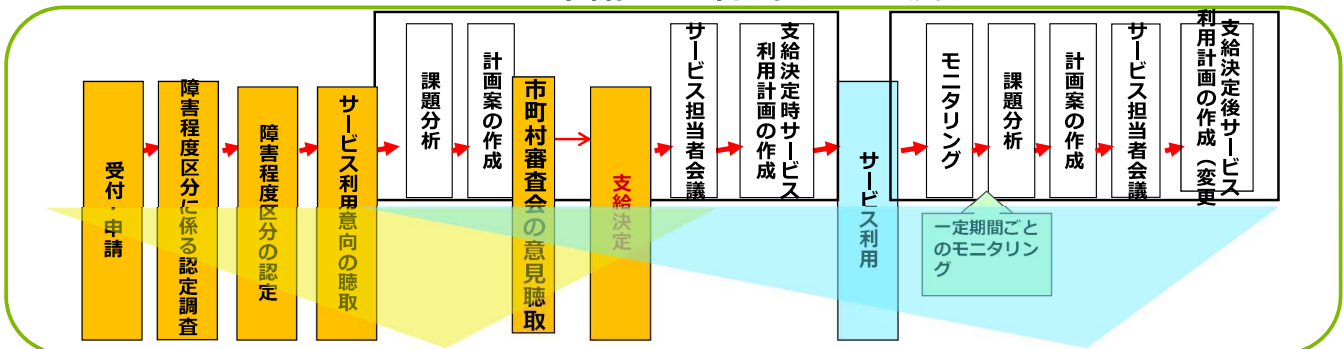 受付・申請
障害程度区分に係る認定調査
障害程度区分の認定
サービス利用意向の聴取
課題分析
計画案の作成
市町村審査会の意見聴取
支給決定
サービス担当者会議
支給決定時サービス
利用計画の作成
サービス利用
モニタリング
課題分析
計画案の作成
サービス担当者会議
支給決定後サービス
利用計画の作成（変更
一定期間ごと
のモニタリン
グ